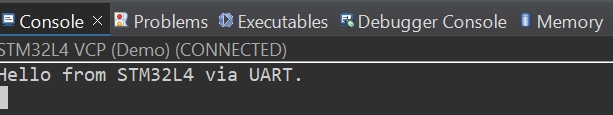 Console Problems Executables Debugger Console Memory
STM32L4 VCP (Demo) (CONNECTED)
Hello from STM32L4 via UART.